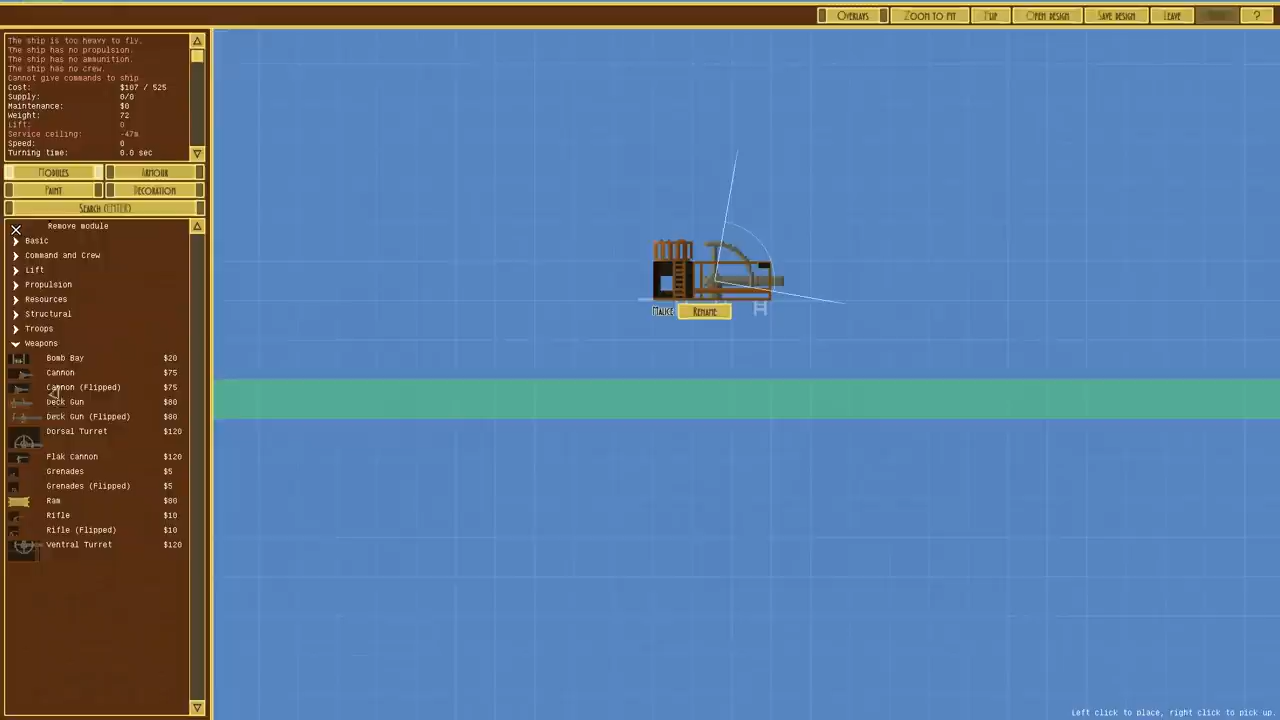 OVERLAYS ZOOM TO FIT FLIP OPEN DESIGN SAVE DESIGN LEAVE ?
The ship is too heavy to fly.
The ship has no propulsion.
The ship has no ammunition.
The ship has no crew.
Cannot give commands to ship
Cost: $107 / 525
Supply: 0/0
Maintenance: $0
Weight: 72
Lift: 0
Service ceiling: -47m
Speed: 0
Turning time: 0.0 sec
MODULES ARMOUR
PAINT DECORATION
SEARCH (ENTER)
Remove module
Basic
Command and Crew
Lift
Propulsion
Resources
Structural
Troops
Weapons
Bomb Bay $20
Cannon $75
Cannon (Flipped) $75
Deck Gun $80
Deck Gun (Flipped) $80
Dorsal Turret $120
Flak Cannon $120
Grenades $5
Grenades (Flipped) $5
Ram $80
Rifle $10
Rifle (Flipped) $10
Ventral Turret $120
MALICE RENAME
Left click to place, right click to pick up.